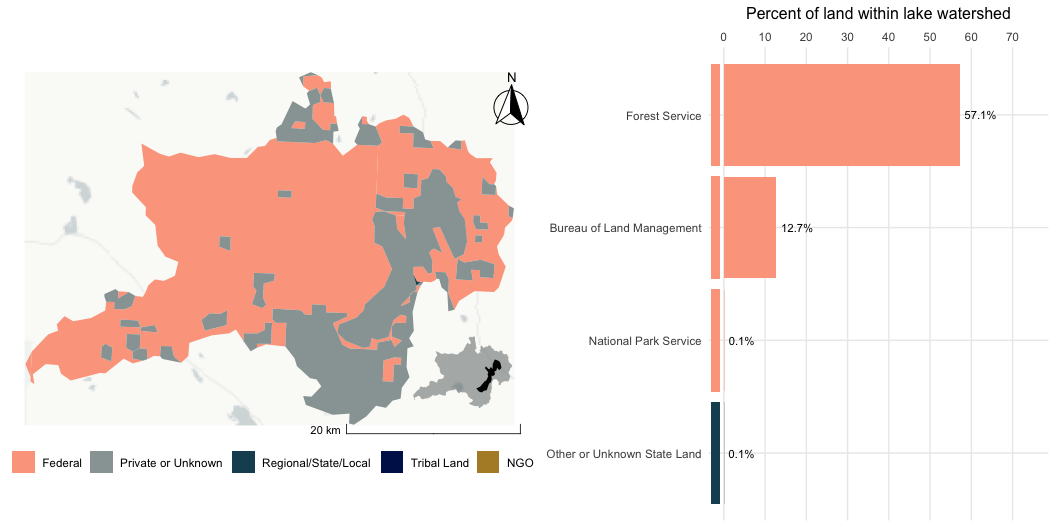 N
20 km
Federal
Private or Unknown
Regional/State/Local
Tribal Land
NGO
Percent of land within lake watershed
0 10 20 30 40 50 60 70
Forest Service
57.1%
Bureau of Land Management
12.7%
National Park Service
0.1%
Other or Unknown State Land
0.1%